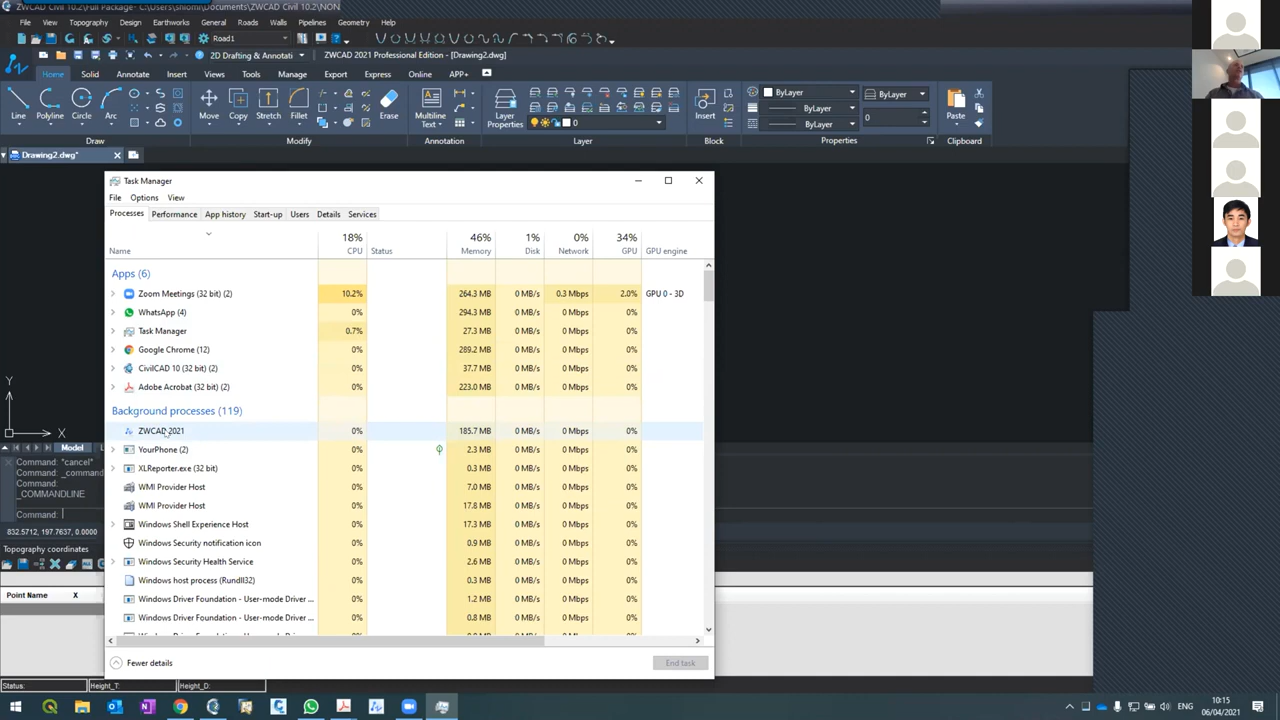 ZWCAD Civil 10.2/Full Package- C:\Users\shlomi\Documents\ZWCAD Civil 10.2\NON
File View Topography Design Roads Volumes Piping Tools Geometry Help
Road1
2D Drafting & Annotati ZWCAD 2021 Professional Edition - [Drawing2.dwg]
Home Solid Annotate Insert Views Tools Manage Export Express Online APP+
ByLayer ByLayer
ByLayer 0
ByLayer
Line Polyline Circle Arc Move Copy Stretch Fillet Erase Multiline Text Layer Properties 0 Insert Paste
Draw Modify Annotation Layer Block Properties Clipboard
Drawing2.dwg*
Task Manager
File Options View
Processes Performance App history Start-up Users Details Services
18% 46% 1% 0% 34%
Name CPU Status Memory Disk Network GPU GPU engine
Apps (6)
Zoom Meetings (32 bit) (2) 10.2% 264.3 MB 0 MB/s 0.3 Mbps 2.0% GPU 0 - 3D
WhatsApp (4) 0% 294.3 MB 0 MB/s 0 Mbps 0%
Task Manager 0.7% 27.3 MB 0 MB/s 0 Mbps 0%
Google Chrome (12) 0% 289.2 MB 0 MB/s 0 Mbps 0%
CivilCAD 10 (32 bit) (2) 0% 37.7 MB 0 MB/s 0 Mbps 0%
Adobe Acrobat (32 bit) (2) 0% 223.0 MB 0 MB/s 0 Mbps 0%
Background processes (119)
ZWCAD 2021 0% 185.7 MB 0 MB/s 0 Mbps 0%
YourPhone (2) 0% 2.3 MB 0 MB/s 0 Mbps 0%
XLReporter.exe (32 bit) 0% 0.3 MB 0 MB/s 0 Mbps 0%
WMI Provider Host 0% 7.0 MB 0 MB/s 0 Mbps 0%
WMI Provider Host 0% 17.8 MB 0 MB/s 0 Mbps 0%
Windows Shell Experience Host 0% 17.3 MB 0 MB/s 0 Mbps 0%
Windows Security notification icon 0% 0.9 MB 0 MB/s 0 Mbps 0%
Windows Security Health Service 0% 2.6 MB 0 MB/s 0 Mbps 0%
Windows host process (Rundll32) 0% 0.3 MB 0 MB/s 0 Mbps 0%
Windows Driver Foundation - User-mode Driver ... 0% 1.2 MB 0 MB/s 0 Mbps 0%
Windows Driver Foundation - User-mode Driver ... 0% 0.8 MB 0 MB/s 0 Mbps 0%
Fewer details End task
Y
X
Model
Command: "cancel"
Command: _comman
_COMMANDLINE
Command:
832.5712, 197.7637, 0.0000
Topography coordinates
ALL
Point Name X
Status: Height_T: Height_D:
ENG 10:15
06/04/2021